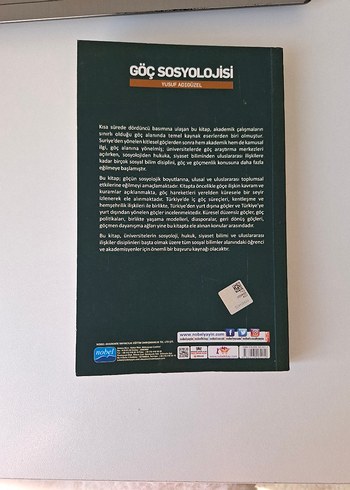 GÖÇ SOSYOLOJİSİ
YUSUF ADIGÜZEL
Kısa sürede dördüncü basımına ulaşan bu kitap, akademik çalışmaların
sınırlı olduğu göç alanında temel kaynak eserlerden biri olmuştur.
Suriye'den yönelen kitlesel göçlerden sonra hem akademik hem de kamusal
ilgi, göç alanına yönelmiş; üniversitelerde göç araştırma merkezleri
açılırken, sosyolojiden hukuka, siyaset biliminden uluslararası ilişkilere
kadar birçok sosyal bilim disiplini, göç ve göçmenlik konusuna daha fazla
eğilmeye başlamıştır.
Bu kitap; göçün sosyolojik boyutlarına, ulusal ve uluslararası toplumsal
etkilerine eğilmeyi amaçlamaktadır. Kitapta öncelikle göçe ilişkin kavram ve
kuramlar açıklanmakta, göç hareketleri yerelden küresele bir seyir
izlenerek ele alınmaktadır. Türkiye'de iç göç süreçleri, kentleşme ve
hemşehrilik ilişkileri ile birlikte, Türkiye'den yurt dışına göçler ve Türkiye'ye
yurt dışından yönelen göçler incelenmektedir. Küresel düzensiz göçler, göç
politikaları, birlikte yaşama modelleri, diasporalar, geri dönüş göçleri,
göçmen dayanışma ağları yine bu kitapta ele alınan konular arasındadır.
Bu kitap, üniversitelerin sosyoloji, hukuk, siyaset bilimi ve uluslararası
ilişkiler disiplinleri başta olmak üzere tüm sosyal bilimler alanındaki öğrenci
ve akademisyenler için önemli bir başvuru kaynağı olacaktır.
www.nobelyayin.com
nobel